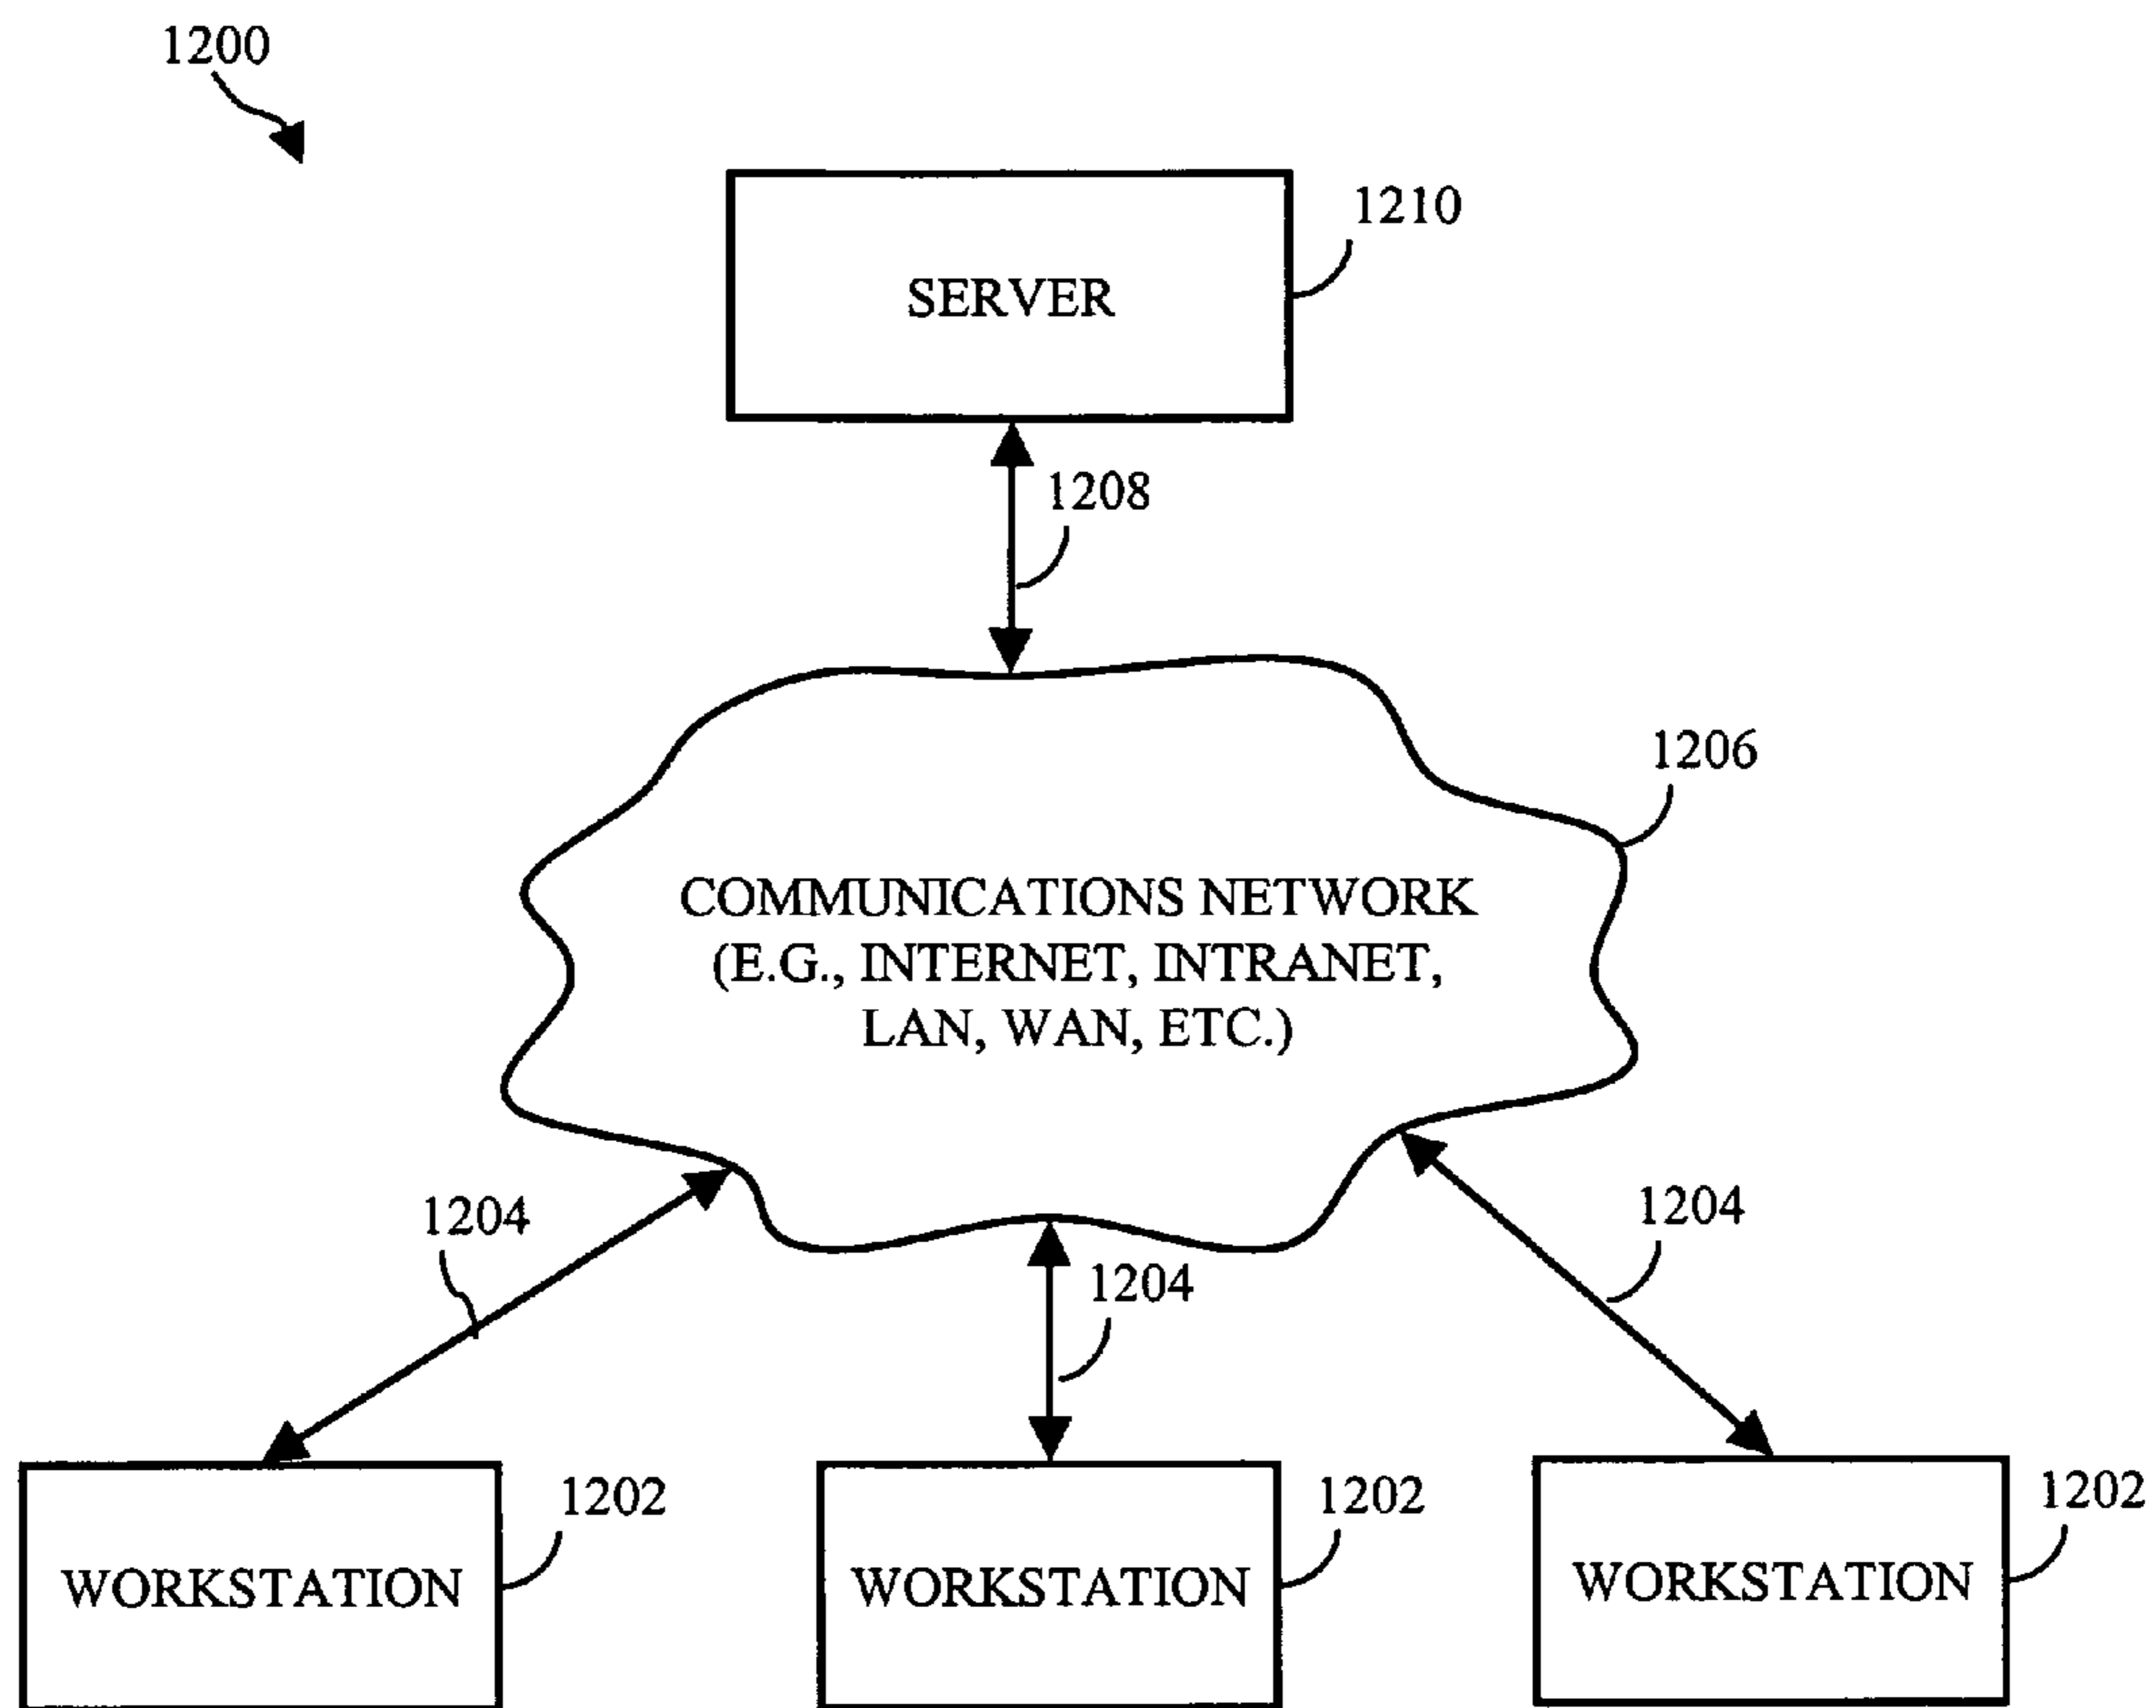 1200
1210
SERVER
1208
1206
COMMUNICATIONS NETWORK
(E.G., INTERNET, INTRANET,
LAN, WAN, ETC.)
1204
1204
1204
1202
1202
1202
WORKSTATION
WORKSTATION
WORKSTATION